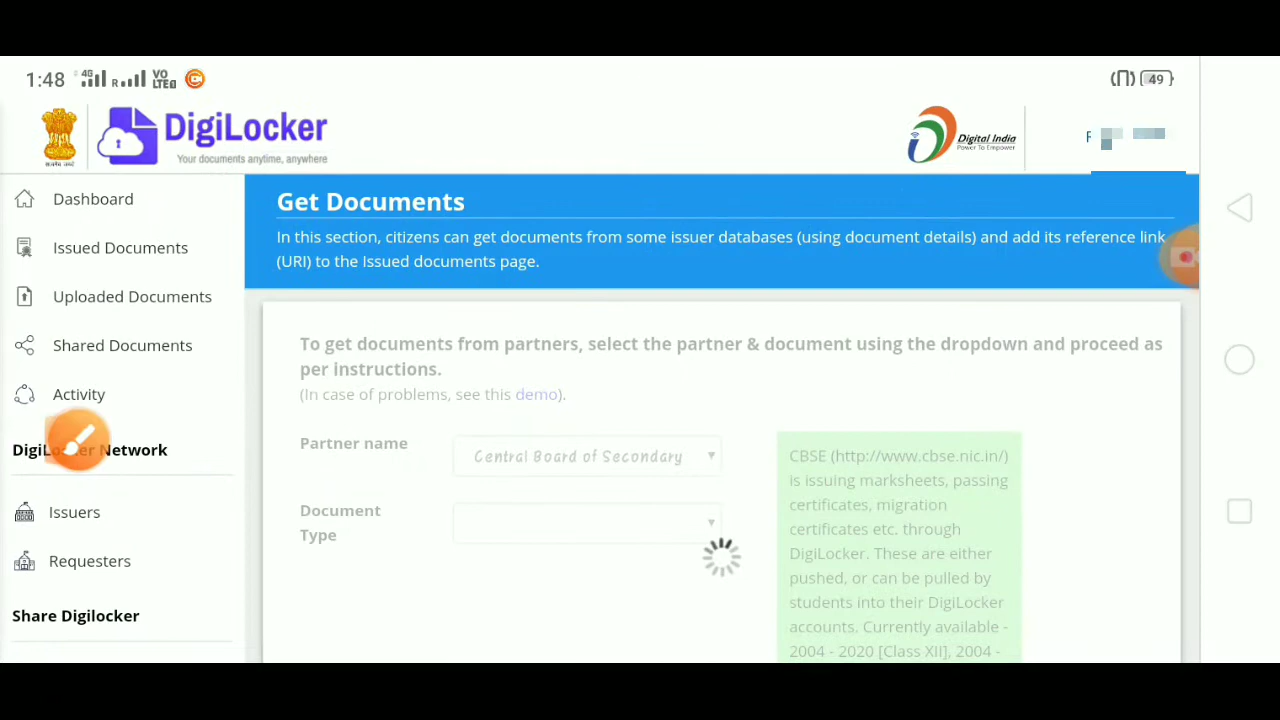 1:48 4G R VO LTE 49
DigiLocker
Your documents anytime, anywhere
Digital India
Power To Empower
Dashboard
Issued Documents
Uploaded Documents
Shared Documents
Activity
DigiLocker Network
Issuers
Requesters
Share Digilocker
Get Documents
In this section, citizens can get documents from some issuer databases (using document details) and add its reference link
(URI) to the Issued documents page.
To get documents from partners, select the partner & document using the dropdown and proceed as
per instructions.
(In case of problems, see this demo).
Partner name
Central Board of Secondary
Document
Type
CBSE (http://www.cbse.nic.in/)
is issuing marksheets, passing
certificates, migration
certificates etc. through
DigiLocker. These are either
pushed, or can be pulled by
students into their DigiLocker
accounts. Currently available -
2004 - 2020 [Class XII], 2004 -